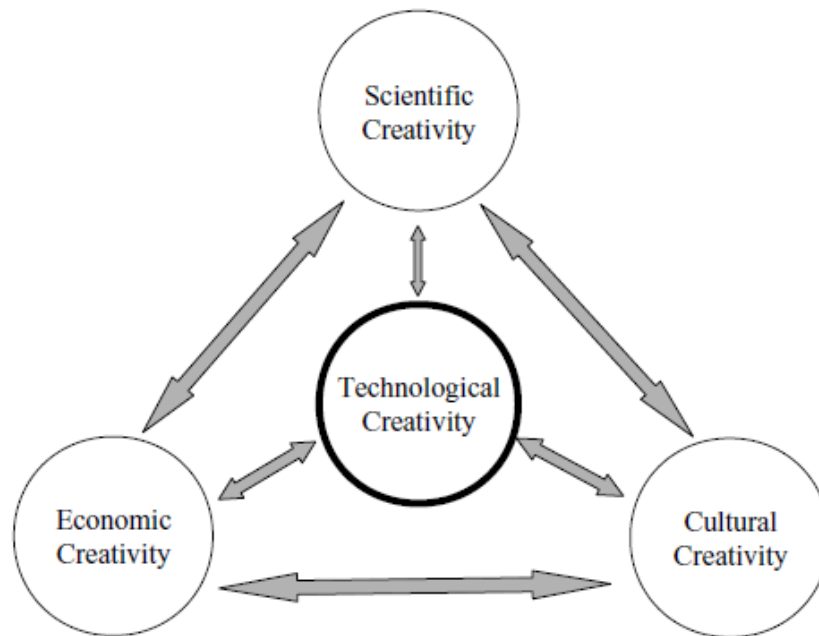 Scientific
Creativity
Technological
Creativity
Economic
Creativity
Cultural
Creativity